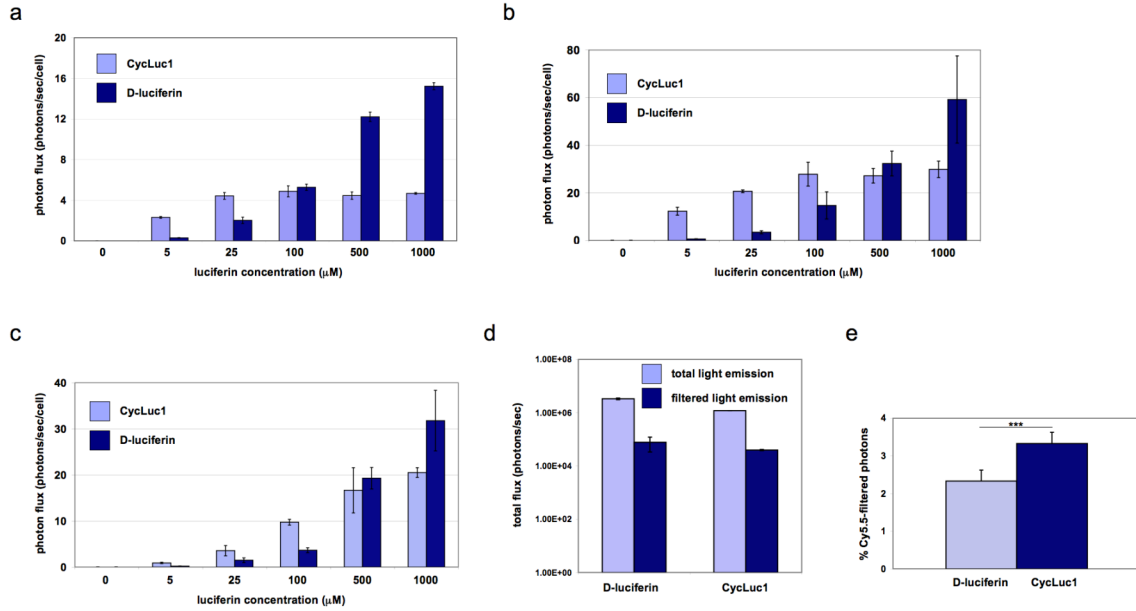 a
photon flux (photons/sec/cell)
20
16
12
8
4
0
CycLuc1
D-luciferin
0 5 25 100 500 1000
luciferin concentration (μM)
b
photon flux (photons/sec/cell)
80
60
40
20
0
CycLuc1
D-luciferin
0 5 25 100 500 1000
luciferin concentration (μM)
c
photon flux (photons/sec/cell)
40
30
20
10
0
CycLuc1
D-luciferin
0 5 25 100 500 1000
luciferin concentration (μM)
d
total flux (photons/sec)
1.00E+08
1.00E+06
1.00E+04
1.00E+02
1.00E+00
total light emission
filtered light emission
D-luciferin CycLuc1
e
% Cy5.5-filtered photons
4
3
2
1
0
***
D-luciferin CycLuc1